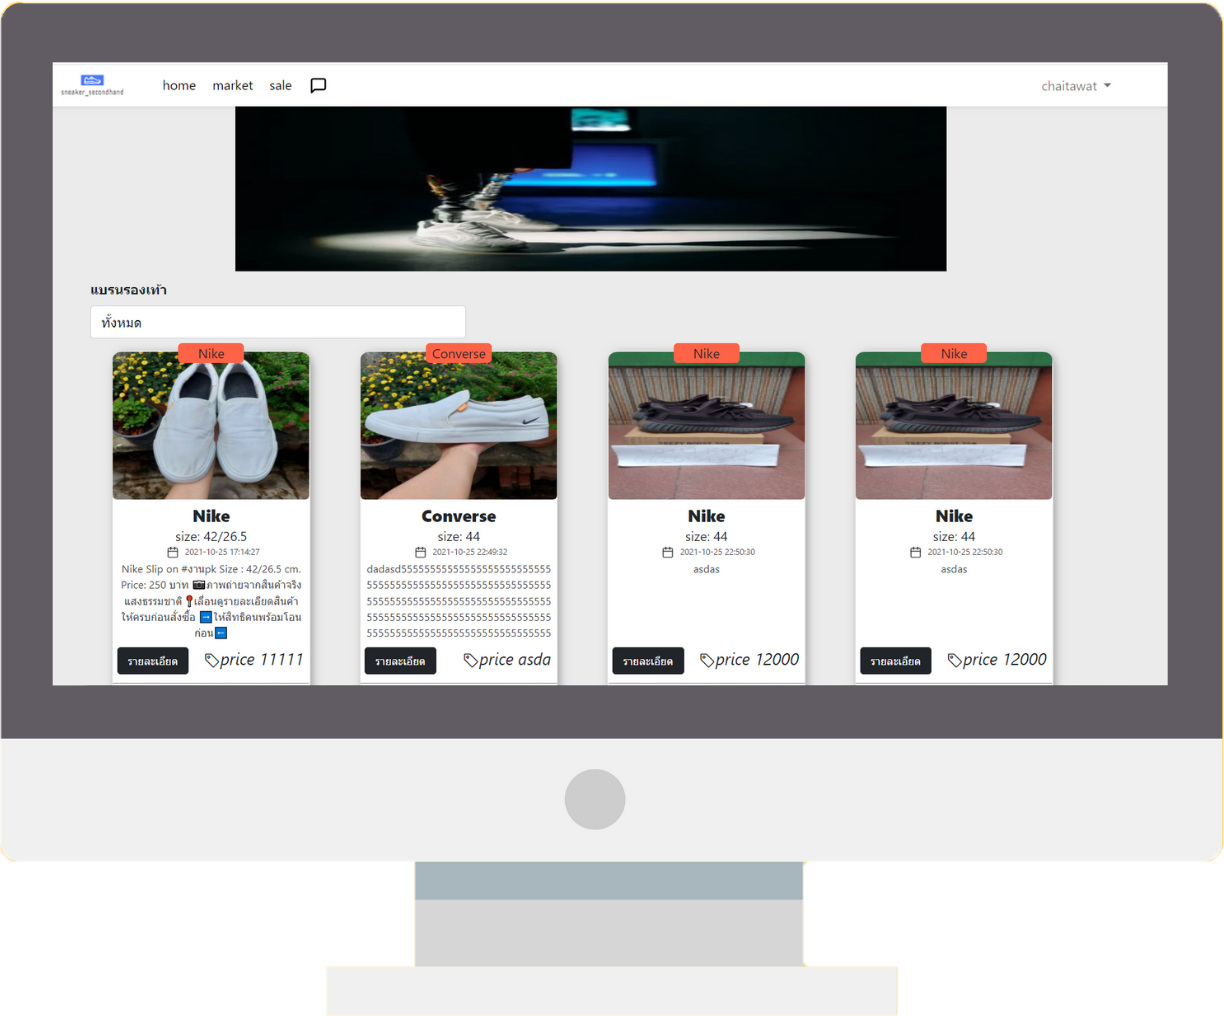 sneaker_secondhand
home market sale
chaitawat
แบรนรองเท้า
ทั้งหมด
Nike
Nike
size: 42/26.5
2021-10-25 17:14:27
Nike Slip on #งานpk Size : 42/26.5 cm.
Price: 250 บาท 📷ภาพถ่ายจากสินค้าจริง
แสงธรรมชาติ 📍เลื่อนดูรายละเอียดสินค้า
ให้ครบก่อนสั่งซื้อ ➡️ให้สิทธิคนพร้อมโอน
ก่อน⬅️
รายละเอียด
price 11111
Converse
Converse
size: 44
2021-10-25 22:49:32
dadasd5555555555555555555555555555
5555555555555555555555555555555555
5555555555555555555555555555555555
5555555555555555555555555555555555
5555555555555555555555555555555555
รายละเอียด
price asda
Nike
Nike
size: 44
2021-10-25 22:50:30
asdas
รายละเอียด
price 12000
Nike
Nike
size: 44
2021-10-25 22:50:30
asdas
รายละเอียด
price 12000